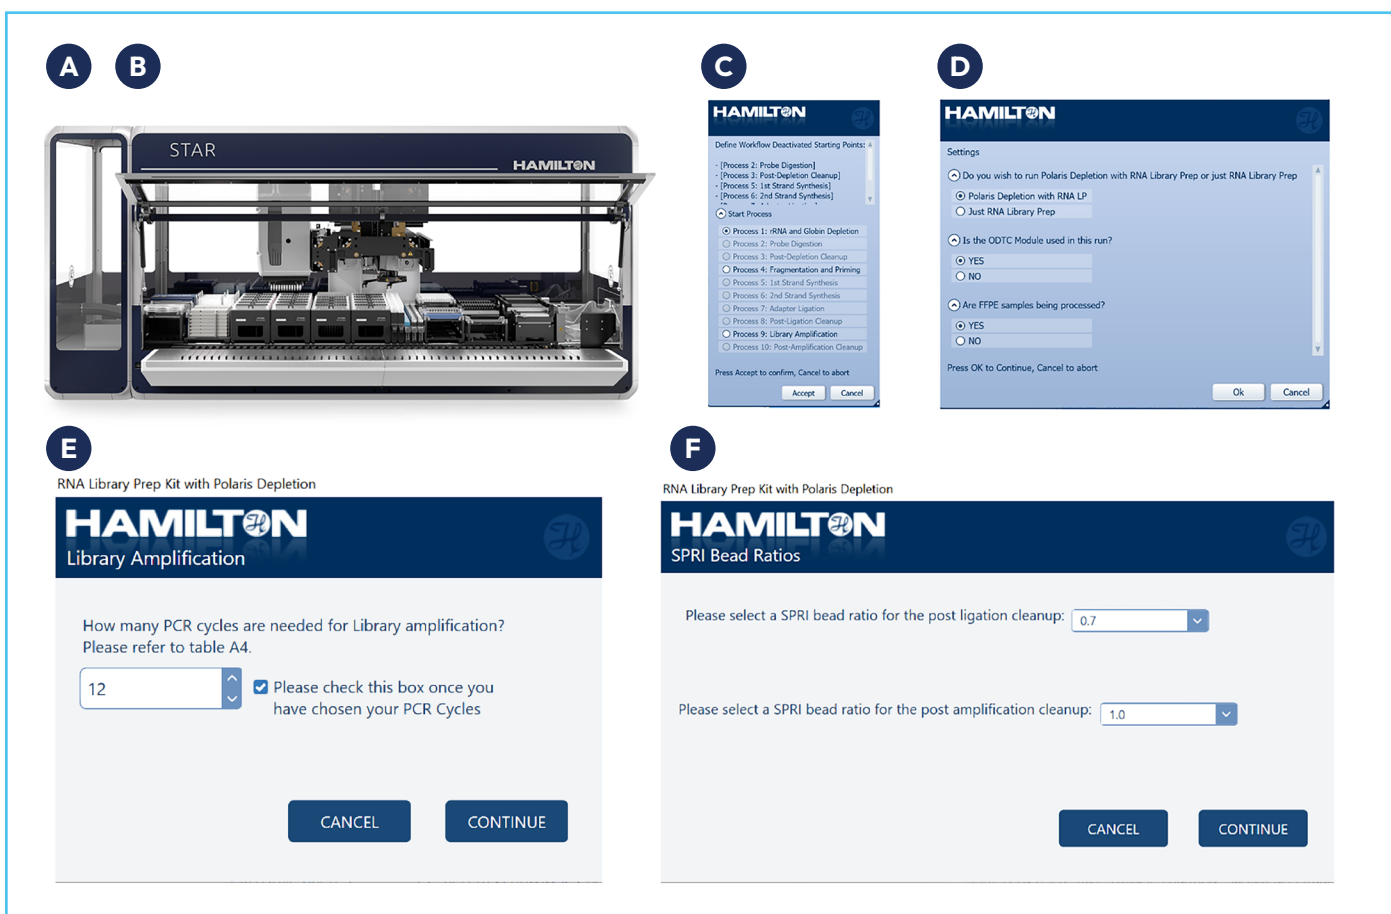 A
B
STAR
HAMILTON
C
HAMILTON
Define Workflow Deactivated Starting Points:
- [Process 2: Probe Digestion]
- [Process 3: Post-Depletion Cleanup]
- [Process 5: 1st Strand Synthesis]
- [Process 6: 2nd Strand Synthesis]
Start Process
Process 1: rRNA and Globin Depletion
Process 2: Probe Digestion
Process 3: Post-Depletion Cleanup
Process 4: Fragmentation and Priming
Process 5: 1st Strand Synthesis
Process 6: 2nd Strand Synthesis
Process 7: Adapter Ligation
Process 8: Post-Ligation Cleanup
Process 9: Library Amplification
Process 10: Post-Amplification Cleanup
Press Accept to confirm, Cancel to abort
Accept Cancel
D
HAMILTON
Settings
Do you wish to run Polaris Depletion with RNA Library Prep or just RNA Library Prep
Polaris Depletion with RNA LP
Just RNA Library Prep
Is the ODTC Module used in this run?
YES
NO
Are FFPE samples being processed?
YES
NO
Press OK to Continue, Cancel to abort
Ok Cancel
E
RNA Library Prep Kit with Polaris Depletion
HAMILTON
Library Amplification
How many PCR cycles are needed for Library amplification?
Please refer to table A4.
12
Please check this box once you
have chosen your PCR Cycles
CANCEL CONTINUE
F
RNA Library Prep Kit with Polaris Depletion
HAMILTON
SPRI Bead Ratios
Please select a SPRI bead ratio for the post ligation cleanup: 0.7
Please select a SPRI bead ratio for the post amplification cleanup: 1.0
CANCEL CONTINUE